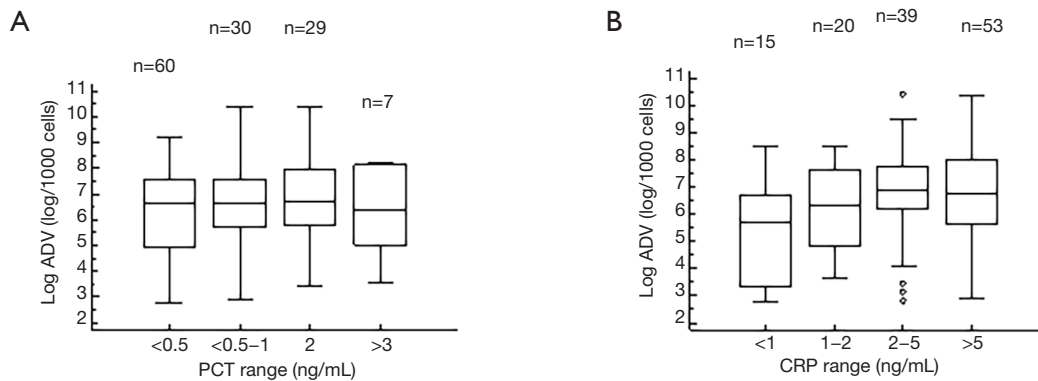 A
n=30 n=29
n=60
n=7
11
10
9
8
7
6
5
4
3
2
Log ADV (log/1000 cells)
<0.5 <0.5–1 2 >3
PCT range (ng/mL)
B
n=39
n=20 n=53
n=15
11
10
9
8
7
6
5
4
3
2
Log ADV (log/1000 cells)
<1 1–2 2–5 >5
CRP range (ng/mL)